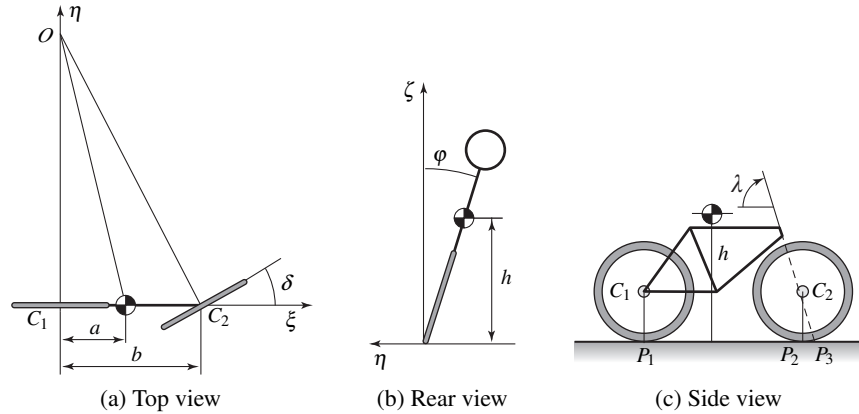 η
O
δ
C₁
C₂
ξ
a
b
(a) Top view
ζ
φ
h
η
(b) Rear view
λ
h
C₁
C₂
P₁
P₂
P₃
(c) Side view